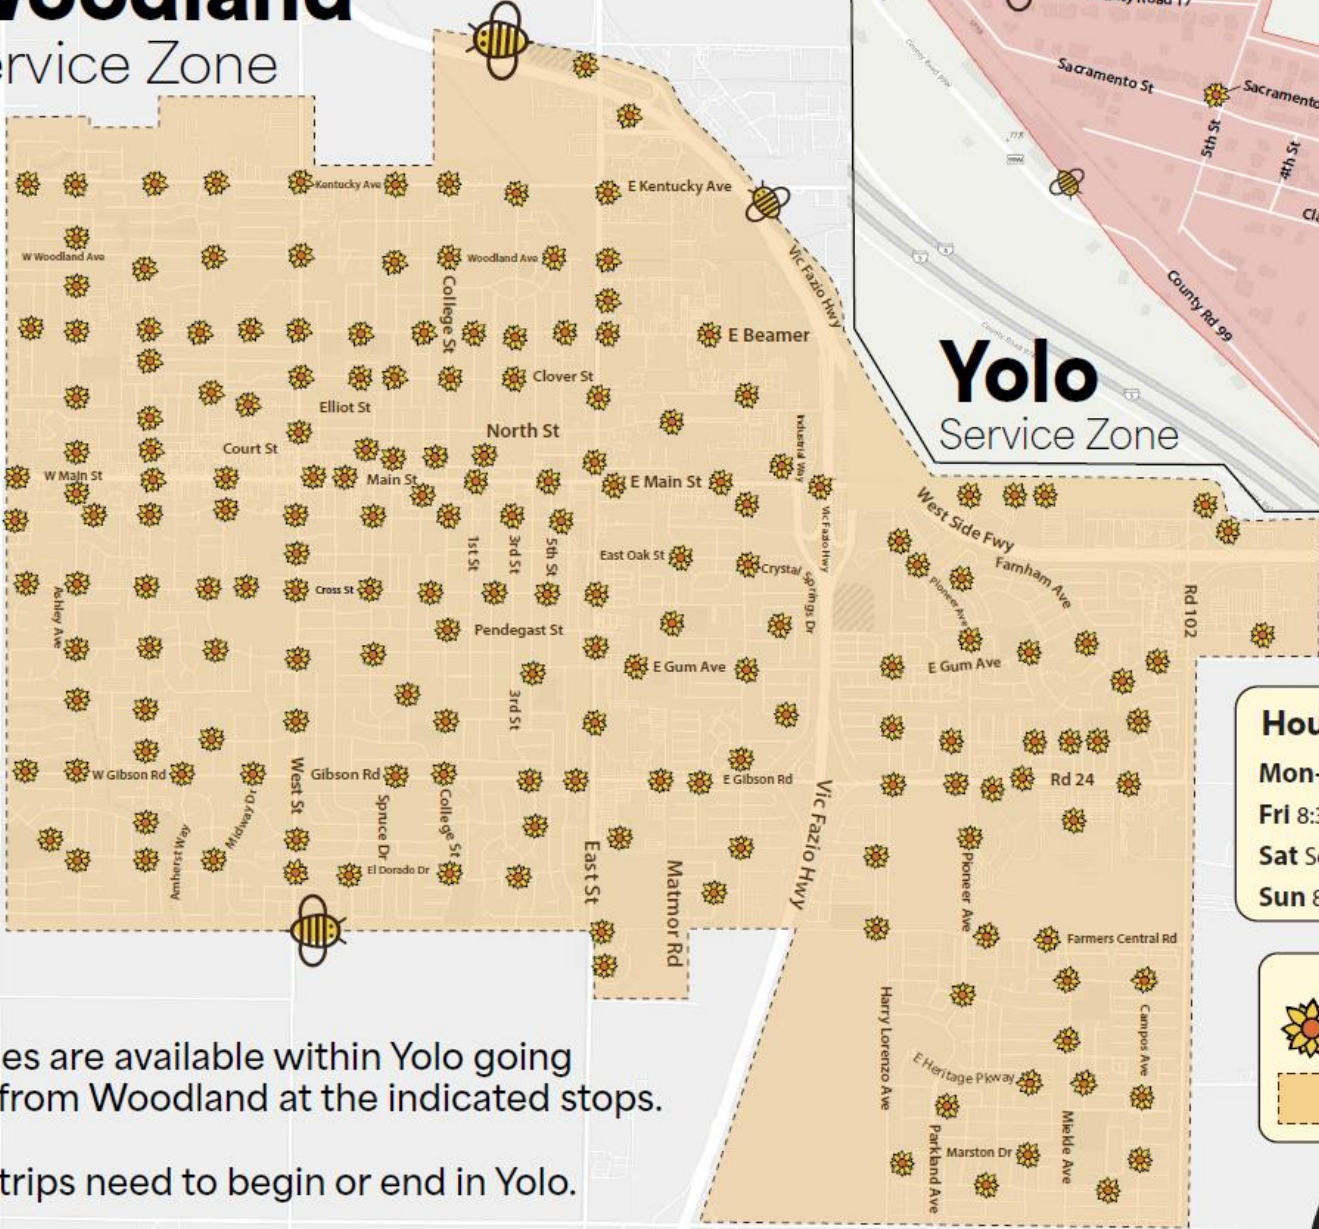 Woodland
Service Zone
Sacramento St
Sacramento
5th St
4th St
County Rd 99
Yolo
Service Zone
Kentucky Ave
E Kentucky Ave
W Woodland Ave
Woodland Ave
Vic Fazio Hwy
College St
E Beamer
Clover St
Elliot St
North St
Court St
W Main St
Main St
E Main St
Industrial Way
Vic Fazio Hwy
West Side Fwy
1st St
3rd St
5th St
East Oak St
Crystal Springs Dr
Farnham Ave
Pioneer Ave
Rd 102
Ashley Ave
Cross St
Pendegast St
E Gum Ave
E Gum Ave
3rd St
W Gibson Rd
West St
Gibson Rd
E Gibson Rd
Rd 24
Vic Fazio Hwy
Amherst Way
Midway Dr
Spruce Dr
College St
El Dorado Dr
East St
Matmor Rd
Pioneer Ave
Farmers Central Rd
Harry Lorenzo Ave
Campos Ave
E Heritage Pkway
Parkland Ave
Marston Dr
Miekle Ave
Hou
Mon-
Fri 8:3
Sat
Sun 8
es are available within Yolo going
from Woodland at the indicated stops.
trips need to begin or end in Yolo.